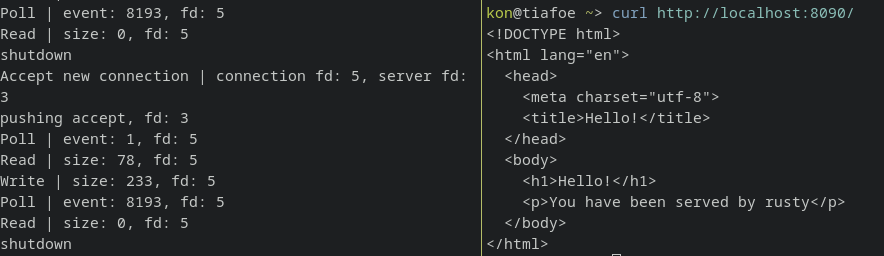 Poll | event: 8193, fd: 5
Read | size: 0, fd: 5
shutdown
Accept new connection | connection fd: 5, server fd:
3
pushing accept, fd: 3
Poll | event: 1, fd: 5
Read | size: 78, fd: 5
Write | size: 233, fd: 5
Poll | event: 8193, fd: 5
Read | size: 0, fd: 5
shutdown
kon@tiafoe ~> curl http://localhost:8090/
<!DOCTYPE html>
<html lang="en">
  <head>
    <meta charset="utf-8">
    <title>Hello!</title>
  </head>
  <body>
    <h1>Hello!</h1>
    <p>You have been served by rusty</p>
  </body>
</html>